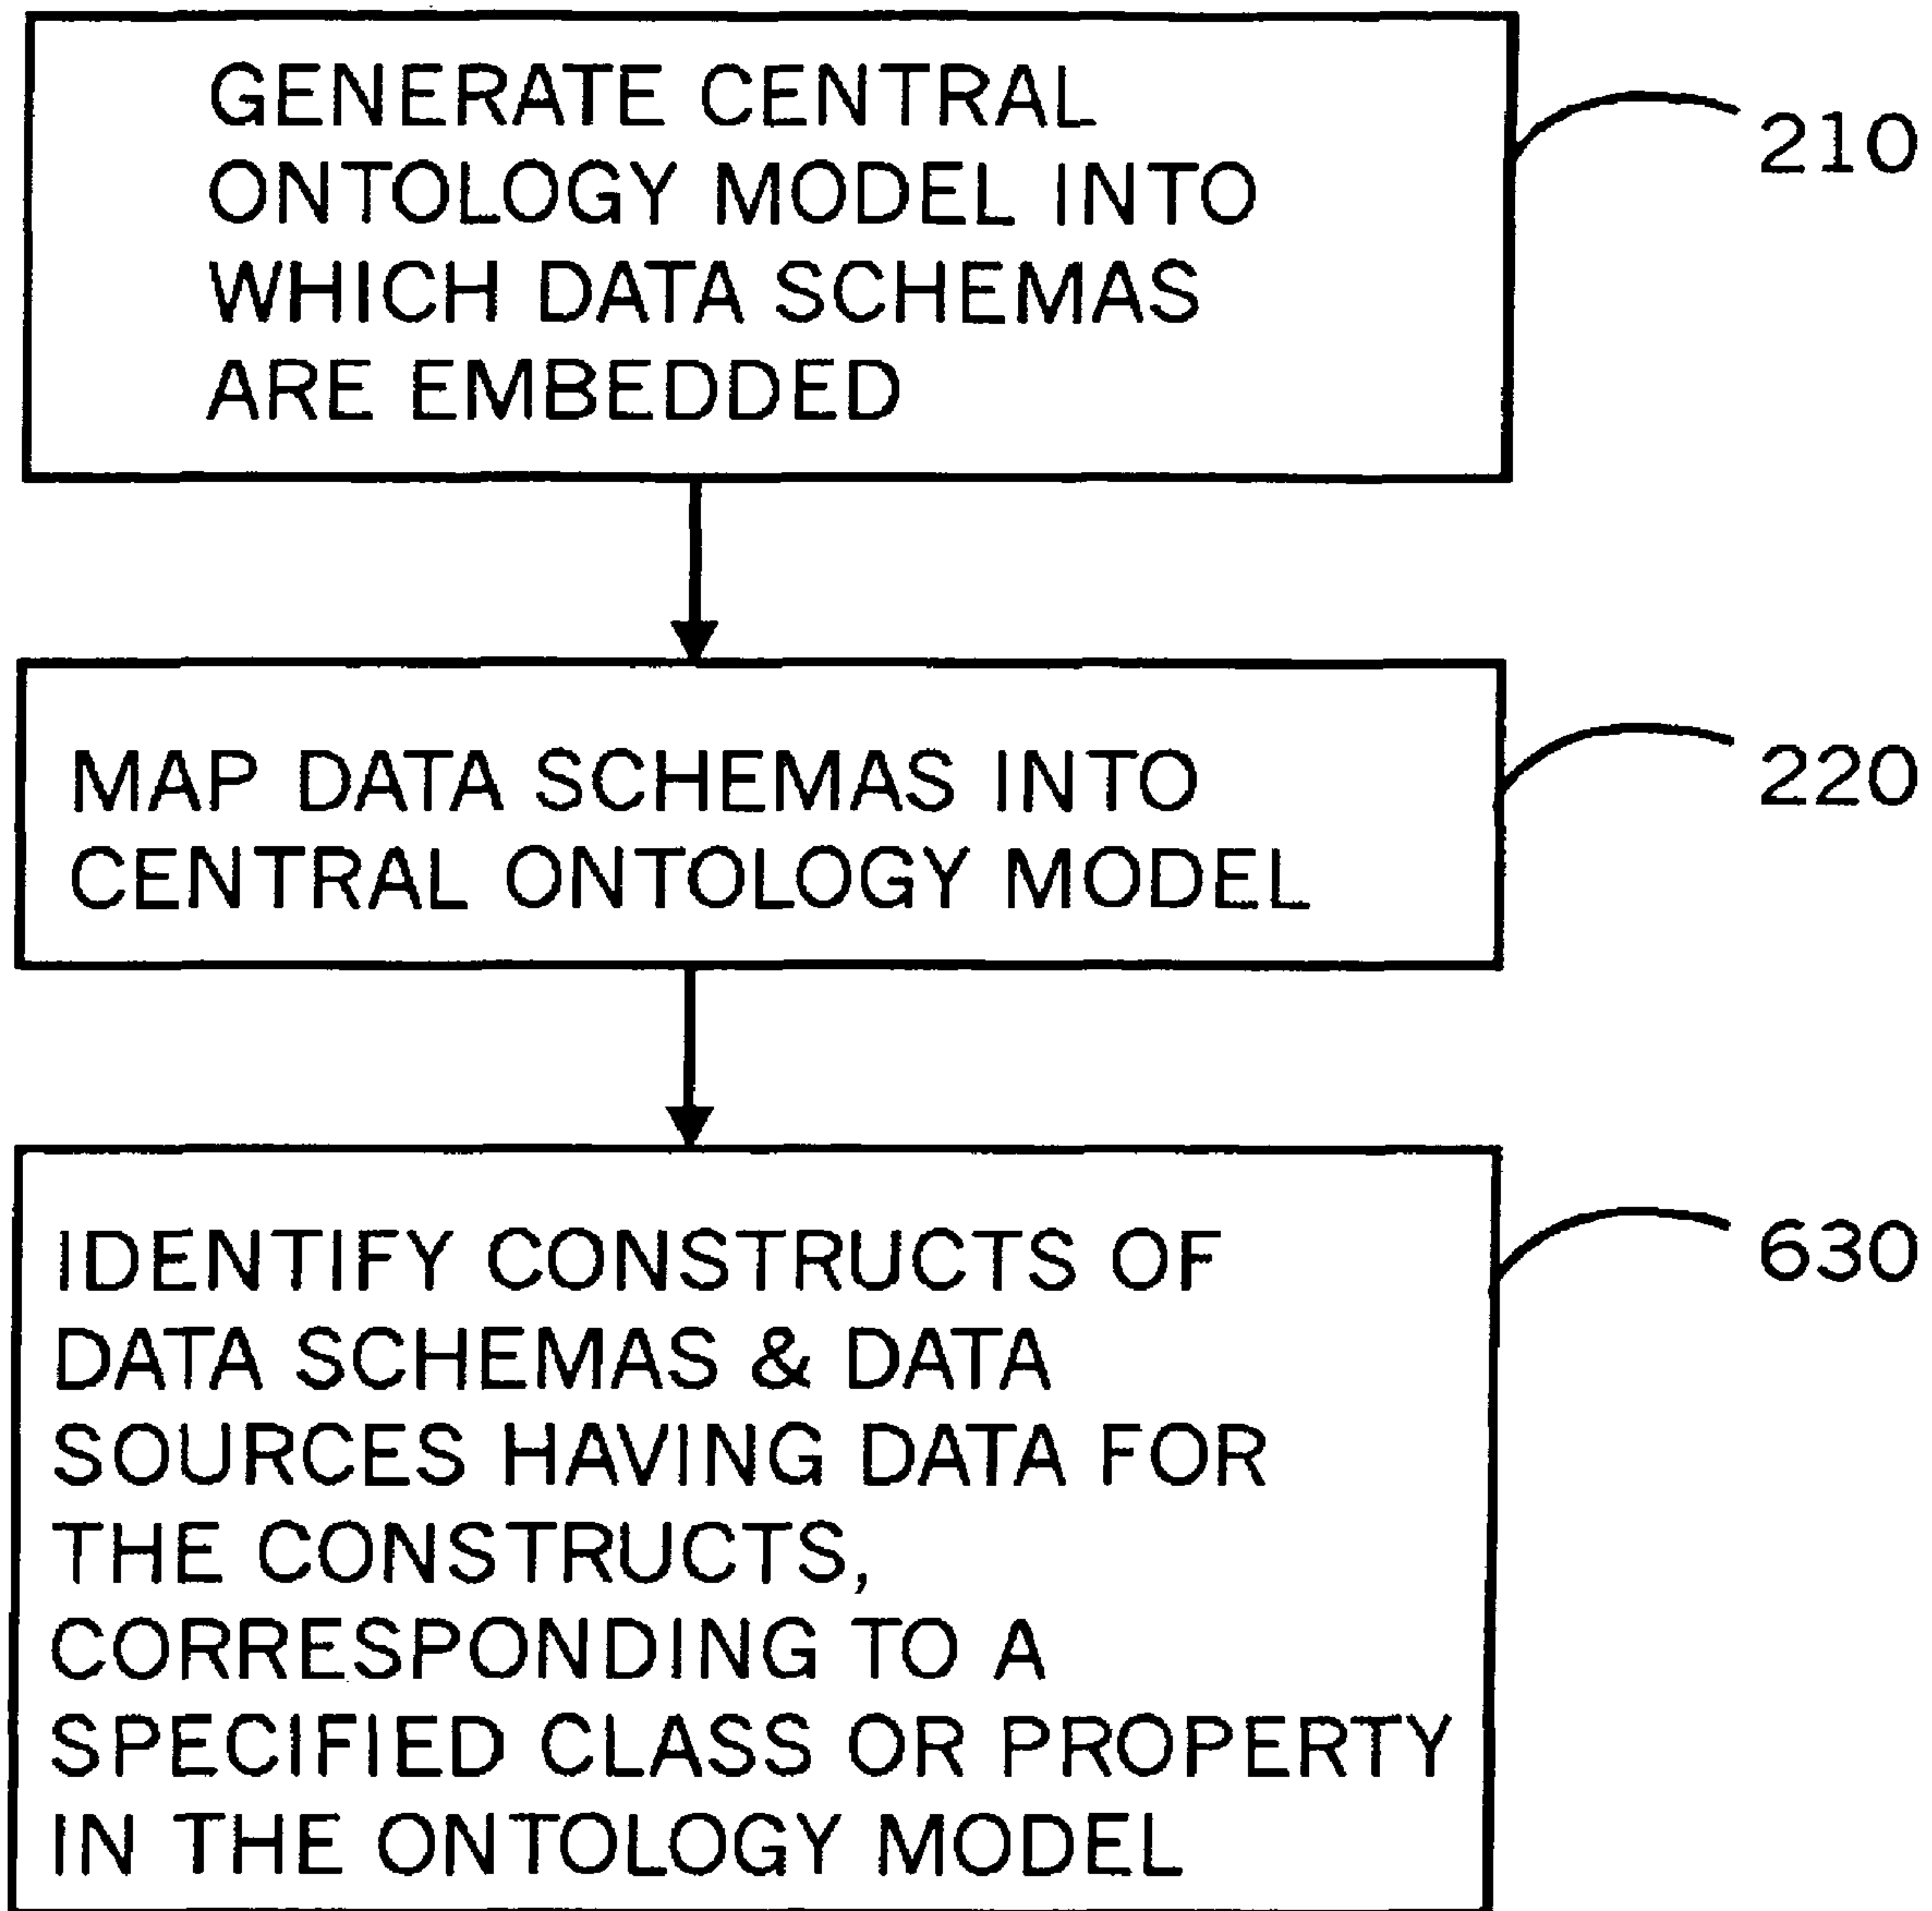 GENERATE CENTRAL
ONTOLOGY MODEL INTO
WHICH DATA SCHEMAS
ARE EMBEDDED
210
MAP DATA SCHEMAS INTO
CENTRAL ONTOLOGY MODEL
220
IDENTIFY CONSTRUCTS OF
DATA SCHEMAS & DATA
SOURCES HAVING DATA FOR
THE CONSTRUCTS,
CORRESPONDING TO A
SPECIFIED CLASS OR PROPERTY
IN THE ONTOLOGY MODEL
630